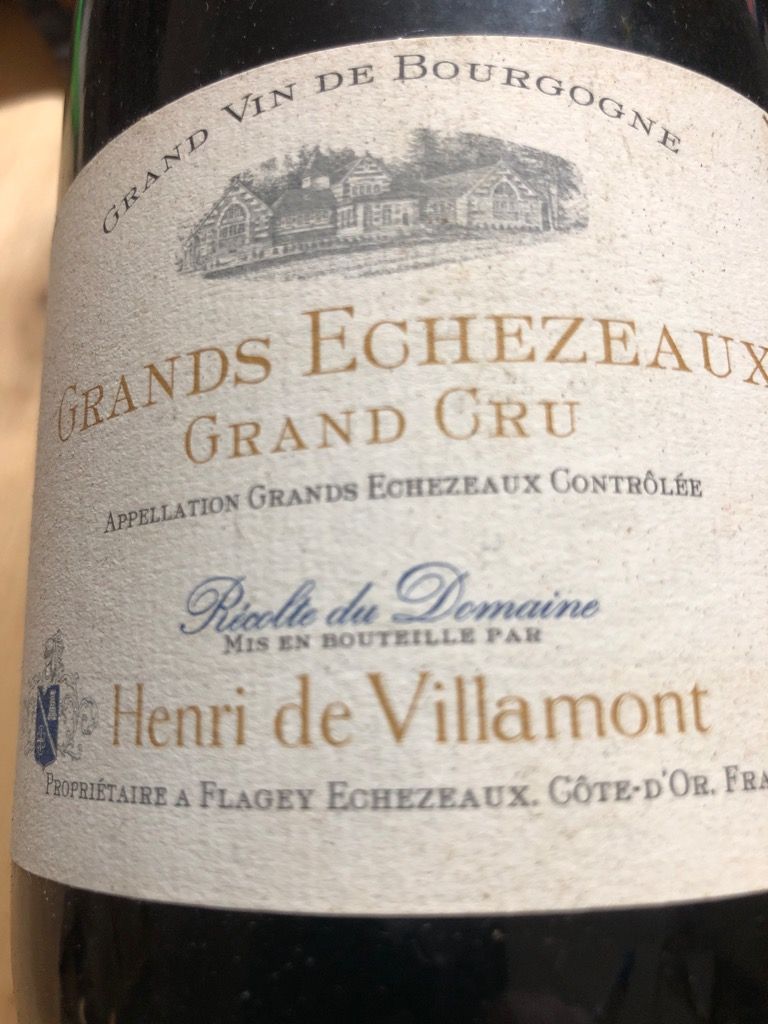 GRAND VIN DE BOURGOGNE
GRANDS ECHEZEAUX
GRAND CRU
APPELLATION GRANDS ECHEZEAUX CONTRÔLÉE
Récolte du Domaine
MIS EN BOUTEILLE PAR
Henri de Villamont
PROPRIÉTAIRE A FLAGEY ECHEZEAUX. CÔTE-D'OR. FRA